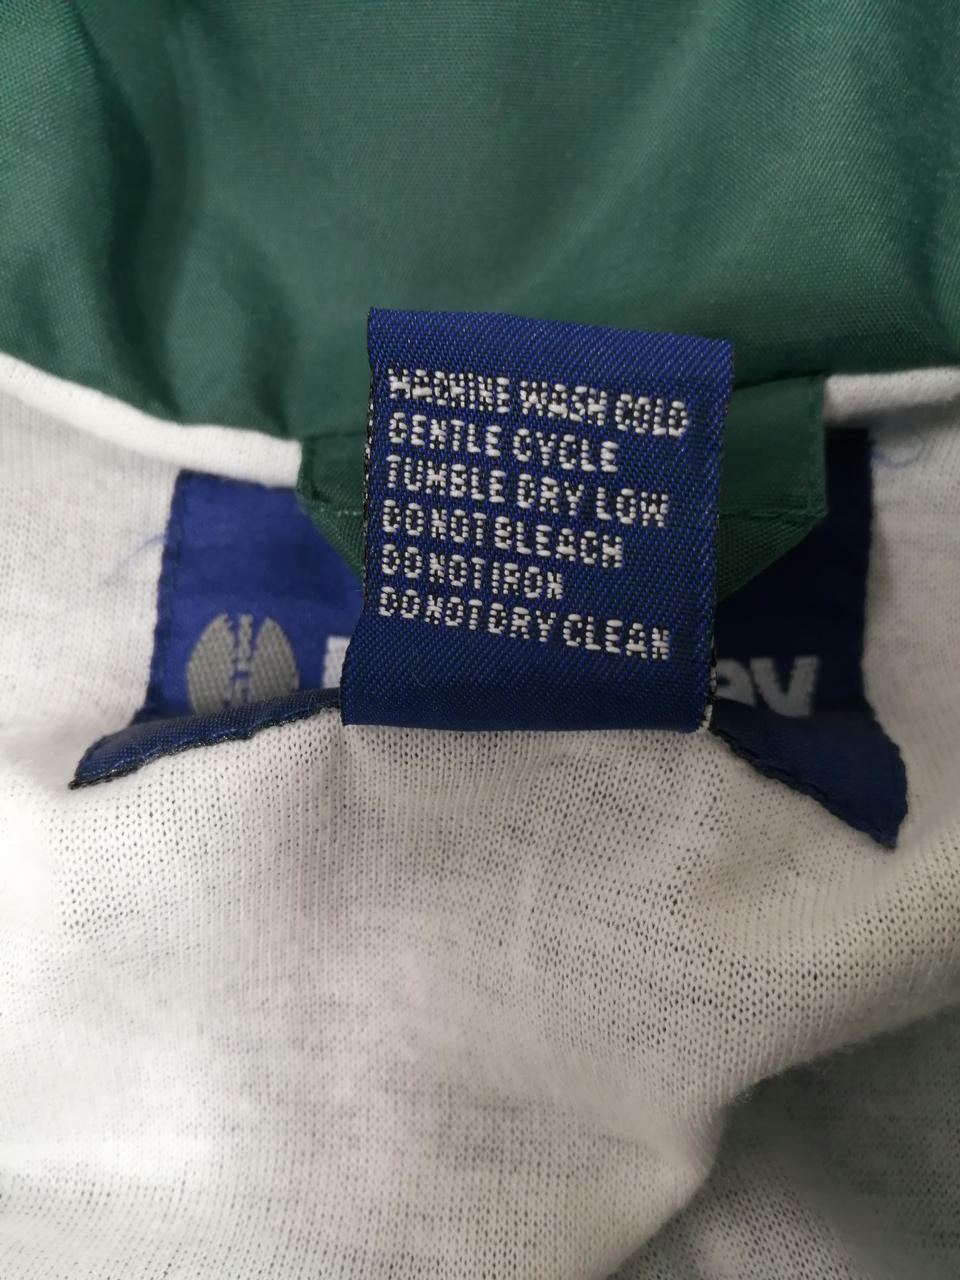 MACHINE WASH COLD
GENTLE CYCLE
TUMBLE DRY LOW
DO NOT BLEACH
DO NOT IRON
DO NOT DRY CLEAN